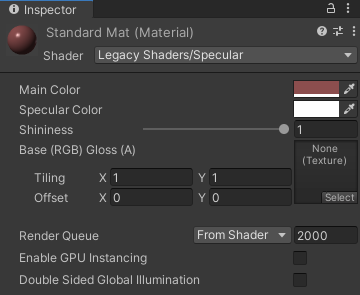 Inspector
Standard Mat (Material)
Shader Legacy Shaders/Specular
Main Color
Specular Color
Shininess 1
Base (RGB) Gloss (A)
None
(Texture)
Tiling X 1 Y 1
Offset X 0 Y 0
Select
Render Queue From Shader 2000
Enable GPU Instancing
Double Sided Global Illumination